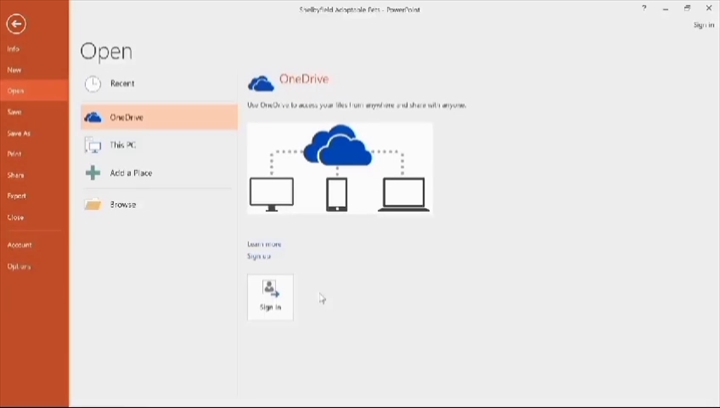 Shelbyfield Adoptable Pets - PowerPoint
?
Sign in
Info
New
Open
Save
Save As
Print
Share
Export
Close
Account
Options
Open
Recent
OneDrive
This PC
Add a Place
Browse
OneDrive
Use OneDrive to access your files from anywhere and share with anyone.
Learn more
Sign up
Sign in